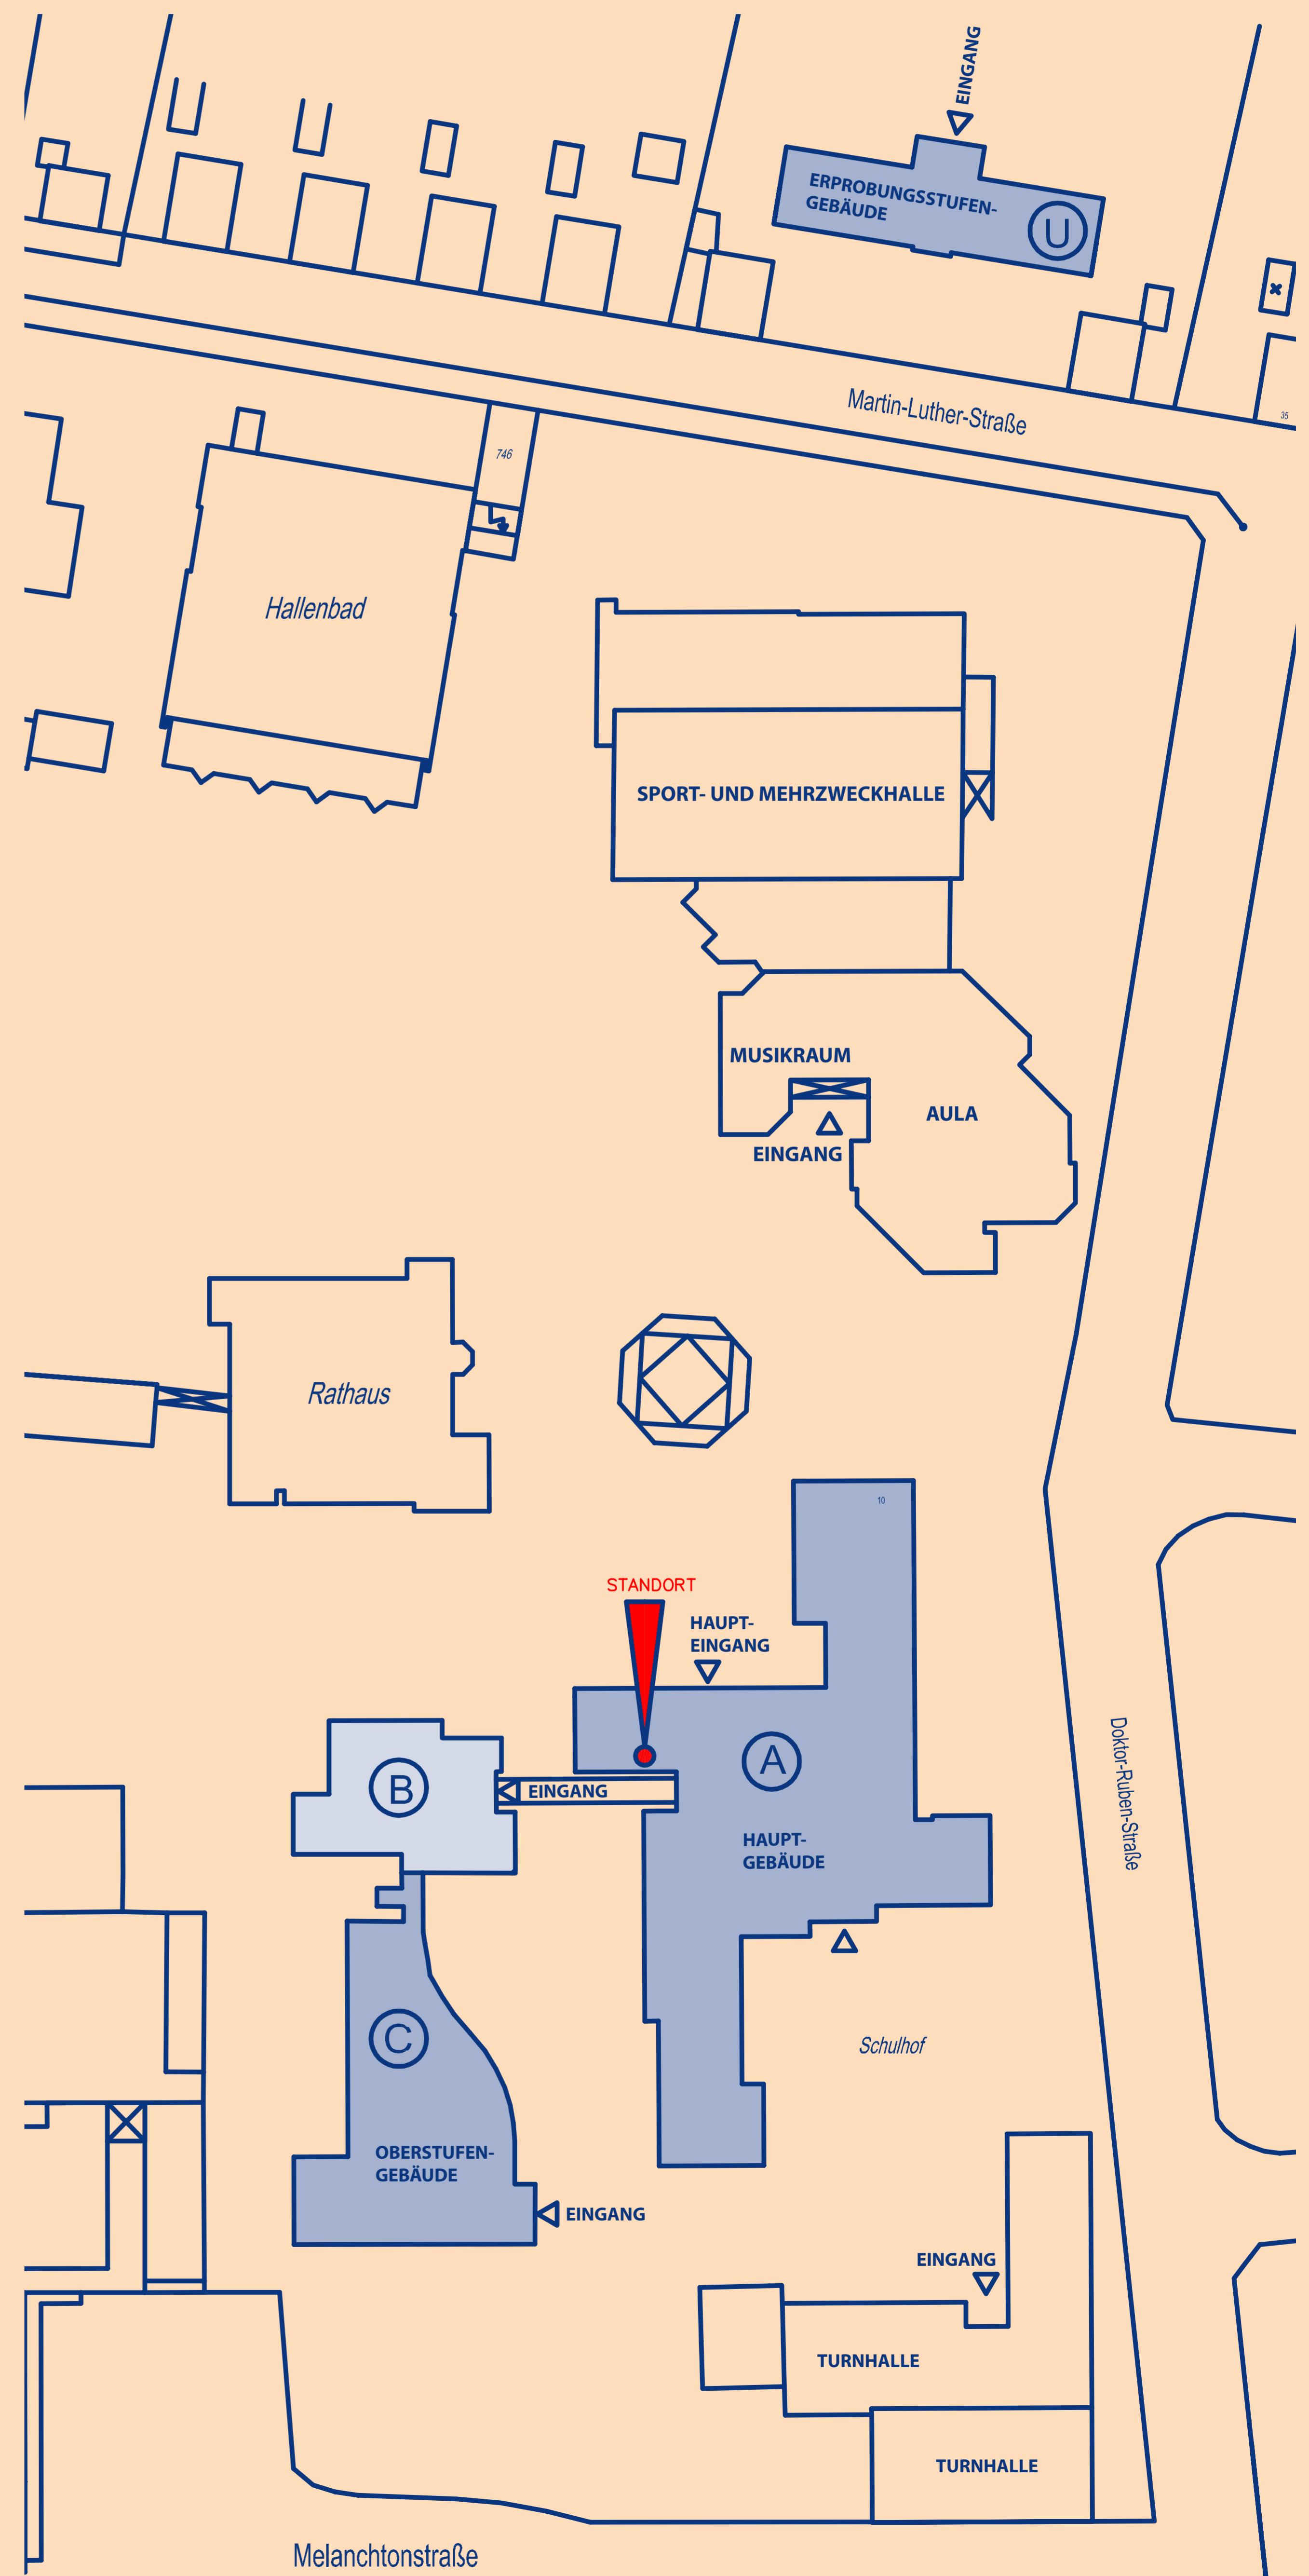 EINGANG
ERPROBUNGSSTUFEN-
GEBÄUDE
U
Martin-Luther-Straße
35
746
Hallenbad
SPORT- UND MEHRZWECKHALLE
MUSIKRAUM
AULA
EINGANG
Rathaus
10
STANDORT
HAUPT-
EINGANG
A
B
EINGANG
HAUPT-
GEBÄUDE
Doktor-Ruben-Straße
C
Schulhof
OBERSTUFEN-
GEBÄUDE
EINGANG
EINGANG
TURNHALLE
TURNHALLE
Melanchtonstraße